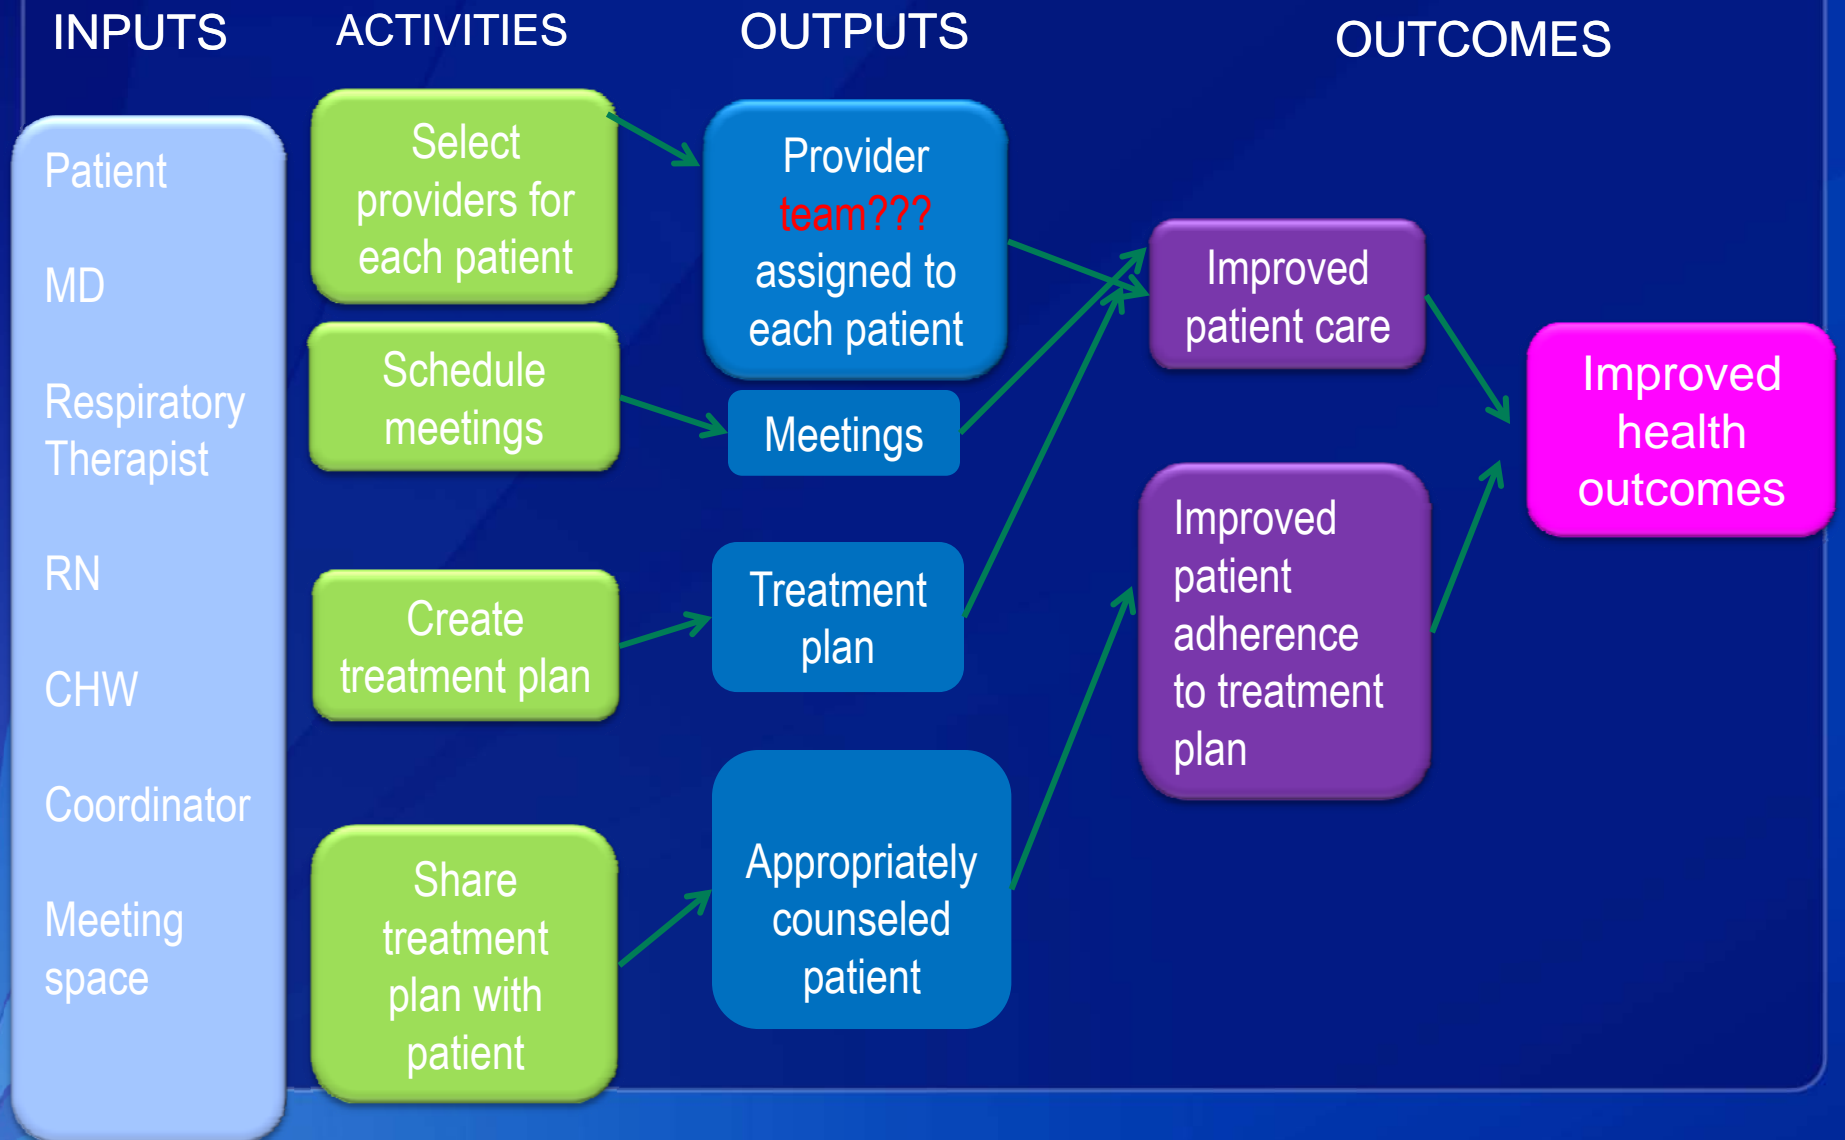 INPUTS
ACTIVITIES
OUTPUTS
OUTCOMES
Patient
MD
Respiratory
Therapist
RN
CHW
Coordinator
Meeting
space
Select
providers for
each patient
Schedule
meetings
Create
treatment plan
Share
treatment
plan with
patient
Provider
team???
assigned to
each patient
Meetings
Treatment
plan
Appropriately
counseled
patient
Improved
patient care
Improved
patient
adherence
to treatment
plan
Improved
health
outcomes